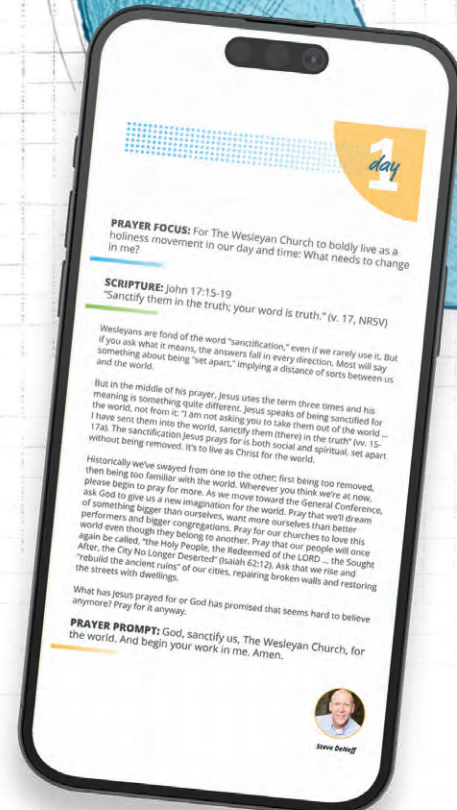 1
day
PRAYER FOCUS: For The Wesleyan Church to boldly live as a
holiness movement in our day and time: What needs to change
in me?
SCRIPTURE: John 17:15-19
"Sanctify them in the truth; your word is truth." (v. 17, NRSV)
Wesleyans are fond of the word "sanctification," even if we rarely use it. But
if you ask what it means, the answers fall in every direction. Most will say
something about being "set apart," implying a distance of sorts between us
and the world.
But in the middle of his prayer, Jesus uses the term three times and his
meaning is something quite different. Jesus speaks of being sanctified for
the world, not from it; "I am not asking you to take them out of the world ...
I have sent them into the world, sanctify them (there) in the truth" (vv. 15-
17a). The sanctification Jesus prays for is both social and spiritual, set apart
without being removed. It's to live as Christ for the world.
Historically we've swayed from one to the other; first being too removed,
then being too familiar with the world. Wherever you think we're at now,
please begin to pray for more. As we move toward the General Conference,
ask God to give us a new imagination for the world. Pray that we'll dream
of something bigger than ourselves, want more ourselves than better
performers and bigger congregations. Pray for our churches to love this
world even though they belong to another. Pray that our people will once
again be called, "the Holy People, the Redeemed of the LORD ... the Sought
After, the City No Longer Deserted" (Isaiah 62:12). Ask that we rise and
"rebuild the ancient ruins" of our cities, repairing broken walls and restoring
the streets with dwellings.
What has Jesus prayed for or God has promised that seems hard to believe
anymore? Pray for it anyway.
PRAYER PROMPT: God, sanctify us, The Wesleyan Church, for
the world. And begin your work in me. Amen.
Steve DeNeff